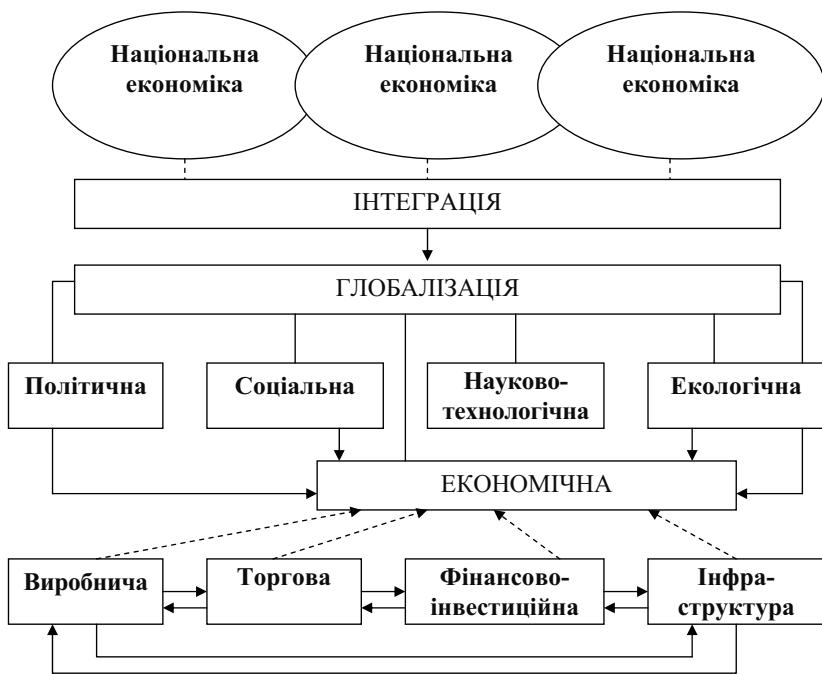 Національна Національна Національна
економіка економіка економіка
ІНТЕГРАЦІЯ
ГЛОБАЛІЗАЦІЯ
Політична
Соціальна
Науково-
технологічна
Екологічна
ЕКОНОМІЧНА
Виробнича
Торгова
Фінансово-
інвестиційна
Інфра-
структура